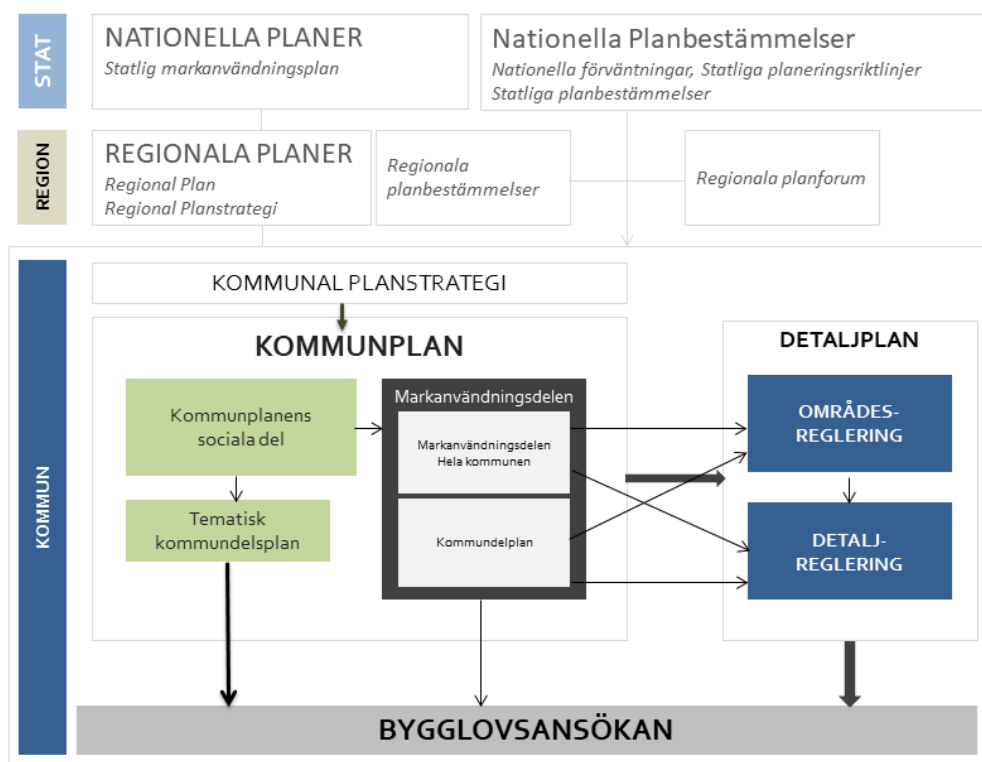 STAT
NATIONELLA PLANER
Statlig markanvändningsplan
Nationella Planbestämmelser
Nationella förväntningar, Statliga planeringsriktlinjer
Statliga planbestämmelser
REGION
REGIONALA PLANER
Regional Plan
Regional Planstrategi
Regionala
planbestämmelser
Regionala planforum
KOMMUN
KOMMUNAL PLANSTRATEGI
KOMMUNPLAN
Kommunplanens
sociala del
Tematisk
kommundelsplan
Markanvändningsdelen
Markanvändningsdelen
Hela kommunen
Kommundelplan
DETALJPLAN
OMRÅDES-
REGLERING
DETALJ-
REGLERING
BYGGLOVSANSÖKAN